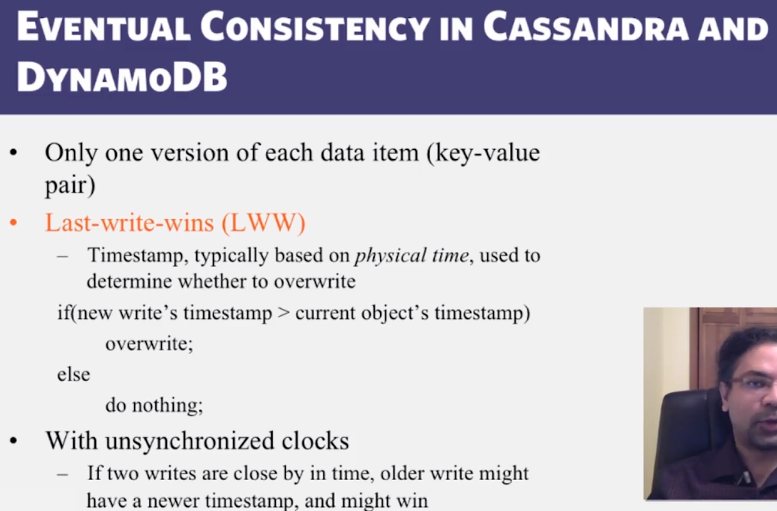 EVENTUAL CONSISTENCY IN CASSANDRA AND
DYNAMODB
• Only one version of each data item (key-value
pair)
• Last-write-wins (LWW)
– Timestamp, typically based on physical time, used to
determine whether to overwrite
if(new write’s timestamp > current object’s timestamp)
overwrite;
else
do nothing;
• With unsynchronized clocks
– If two writes are close by in time, older write might
have a newer timestamp, and might win